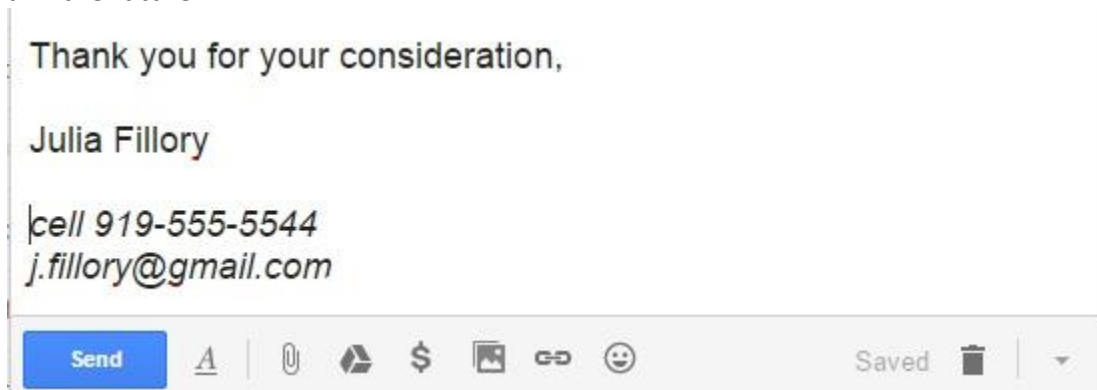 Thank you for your consideration,
Julia Fillory
cell 919-555-5544
j.fillory@gmail.com
Send A $ Saved